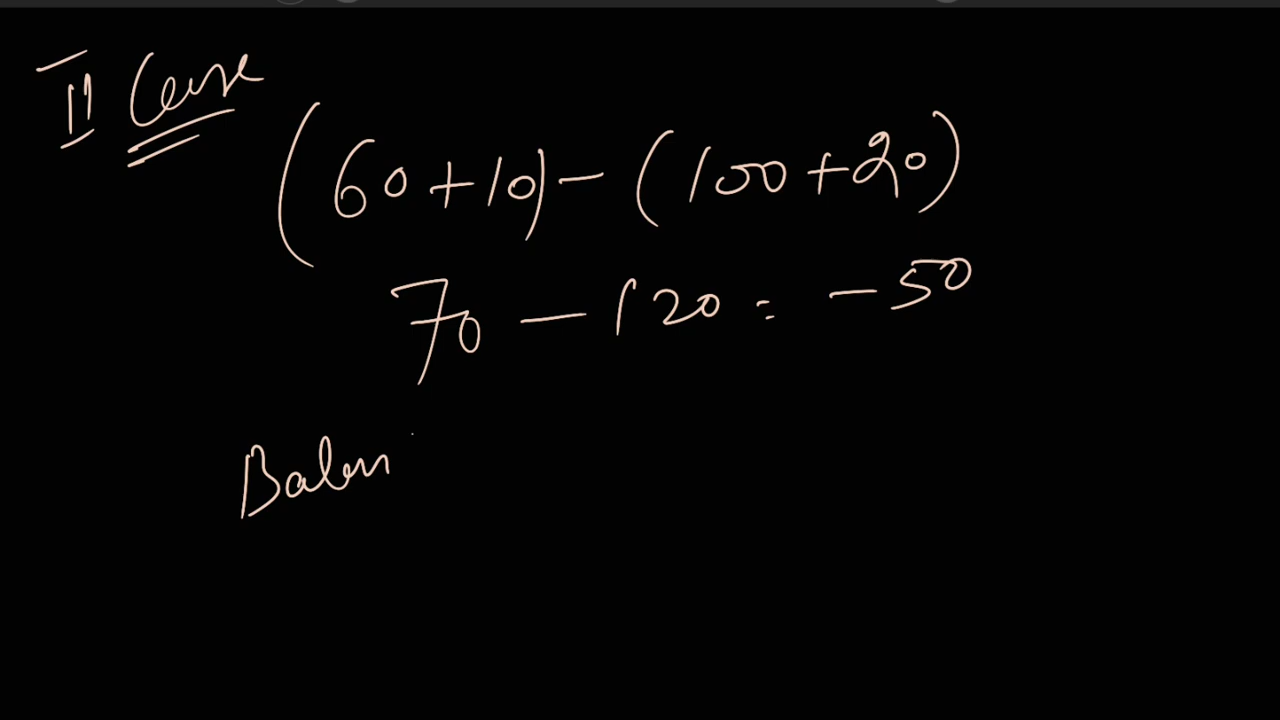 II Case
(60+10) - (100+20)
70 - 120 = -50
Balan